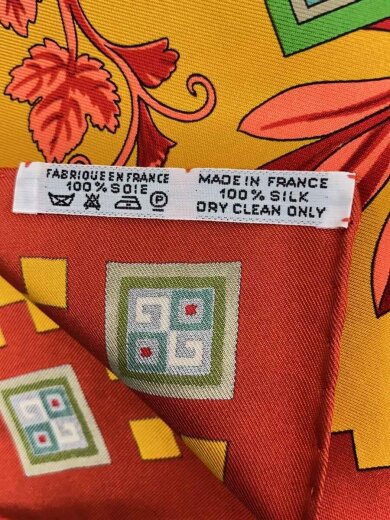 FABRIQUE EN FRANCE
100% SOIE
P
MADE IN FRANCE
100% SILK
DRY CLEAN ONLY